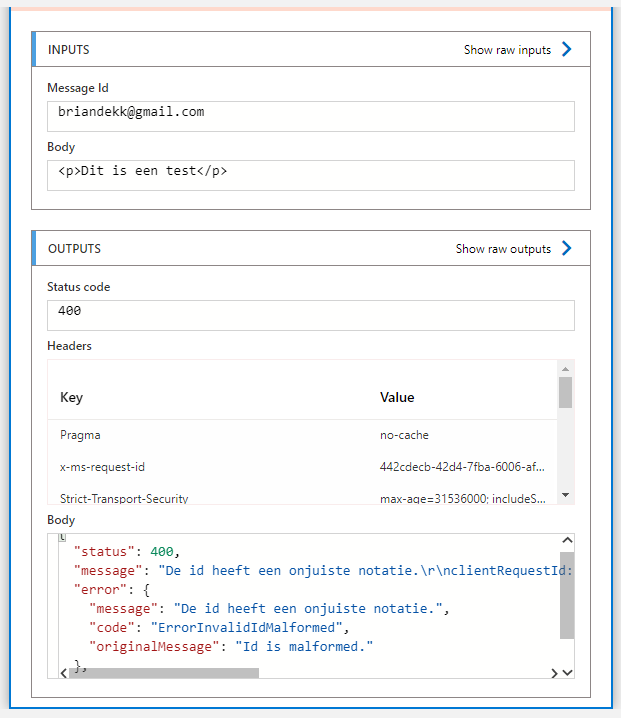 INPUTS
Show raw inputs
Message Id
briandekk@gmail.com
Body
<p>Dit is een test</p>
OUTPUTS
Show raw outputs
Status code
400
Headers
Key Value
Pragma no-cache
x-ms-request-id 442cdecb-42d4-7fba-6006-af...
Strict-Transport-Security max-age=31536000; includeS...
Body
{
"status": 400,
"message": "De id heeft een onjuiste notatie.\r\nclientRequestId:
"error": {
"message": "De id heeft een onjuiste notatie.",
"code": "ErrorInvalidIdMalformed",
"originalMessage": "Id is malformed."
},